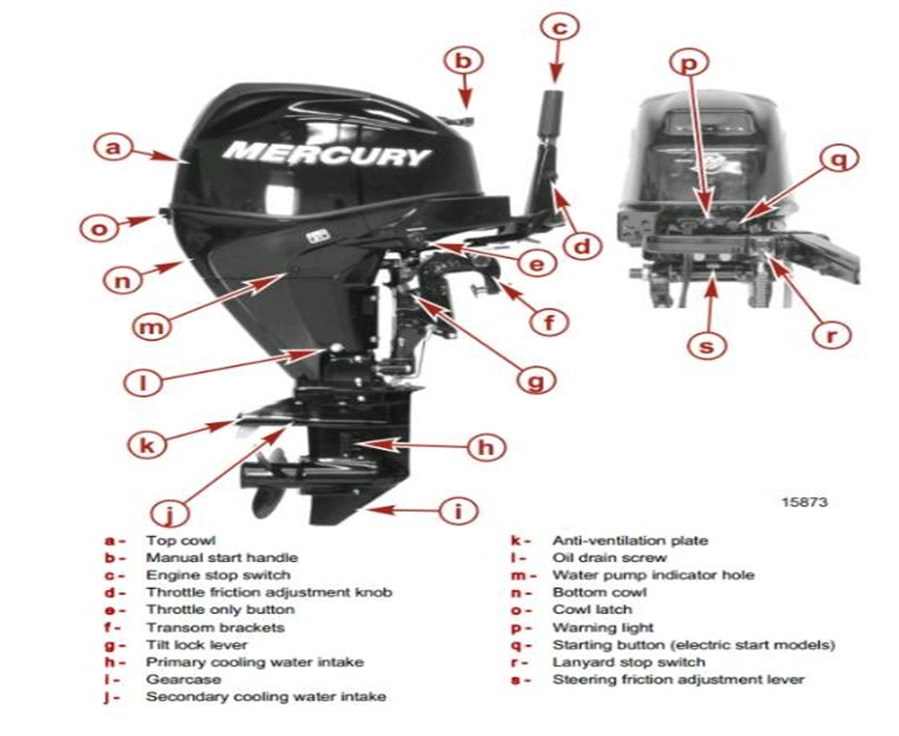 c
b
p
MERCURY
a
q
o
d
e
n
m
f
r
s
l
g
k
h
j
i
15873
a - Top cowl
b - Manual start handle
c - Engine stop switch
d - Throttle friction adjustment knob
e - Throttle only button
f - Transom brackets
g - Tilt lock lever
h - Primary cooling water intake
i - Gearcase
j - Secondary cooling water intake
k - Anti-ventilation plate
l - Oil drain screw
m - Water pump indicator hole
n - Bottom cowl
o - Cowl latch
p - Warning light
q - Starting button (electric start models)
r - Lanyard stop switch
s - Steering friction adjustment lever